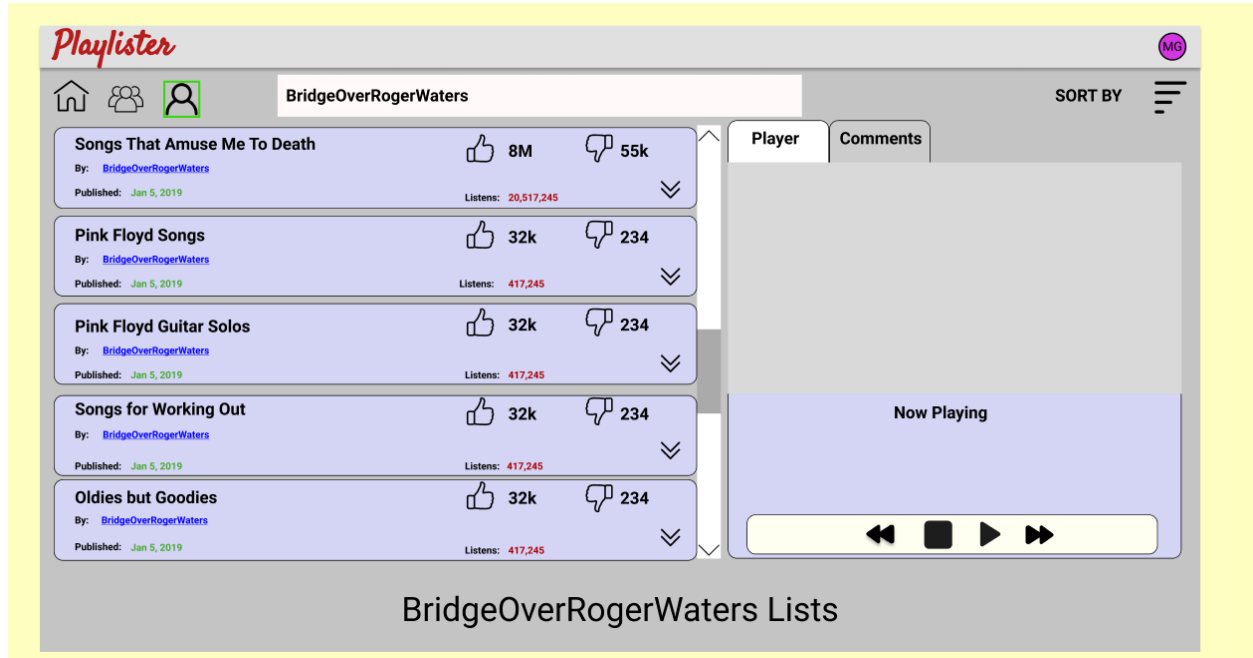 Playlister
MG
BridgeOverRogerWaters
SORT BY
Songs That Amuse Me To Death
8M
55k
By: BridgeOverRogerWaters
Published: Jan 5, 2019
Listens: 20,517,245
Pink Floyd Songs
32k
234
By: BridgeOverRogerWaters
Published: Jan 5, 2019
Listens: 417,245
Pink Floyd Guitar Solos
32k
234
By: BridgeOverRogerWaters
Published: Jan 5, 2019
Listens: 417,245
Songs for Working Out
32k
234
By: BridgeOverRogerWaters
Published: Jan 5, 2019
Listens: 417,245
Oldies but Goodies
32k
234
By: BridgeOverRogerWaters
Published: Jan 5, 2019
Listens: 417,245
Player
Comments
Now Playing
BridgeOverRogerWaters Lists